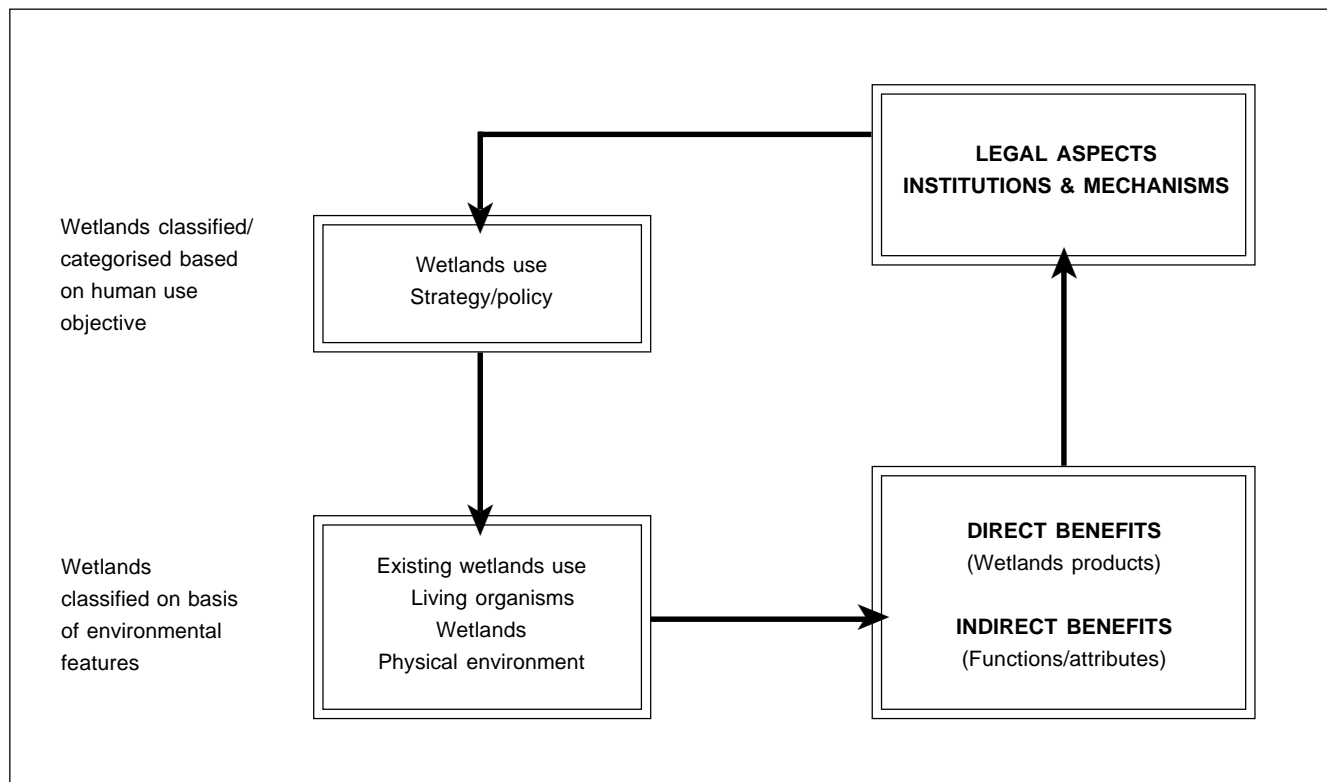 LEGAL ASPECTS
INSTITUTIONS & MECHANISMS
Wetlands classified/
categorised based
on human use
objective
Wetlands use
Strategy/policy
Wetlands
classified on basis
of environmental
features
Existing wetlands use
Living organisms
Wetlands
Physical environment
DIRECT BENEFITS
(Wetlands products)
INDIRECT BENEFITS
(Functions/attributes)